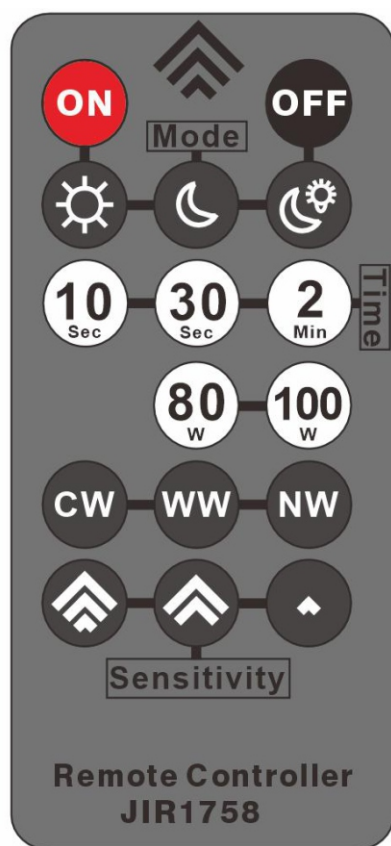 ON OFF
Mode
10 Sec 30 Sec 2 Min
Time
80 W 100 W
CW WW NW
Sensitivity
Remote Controller
JIR1758